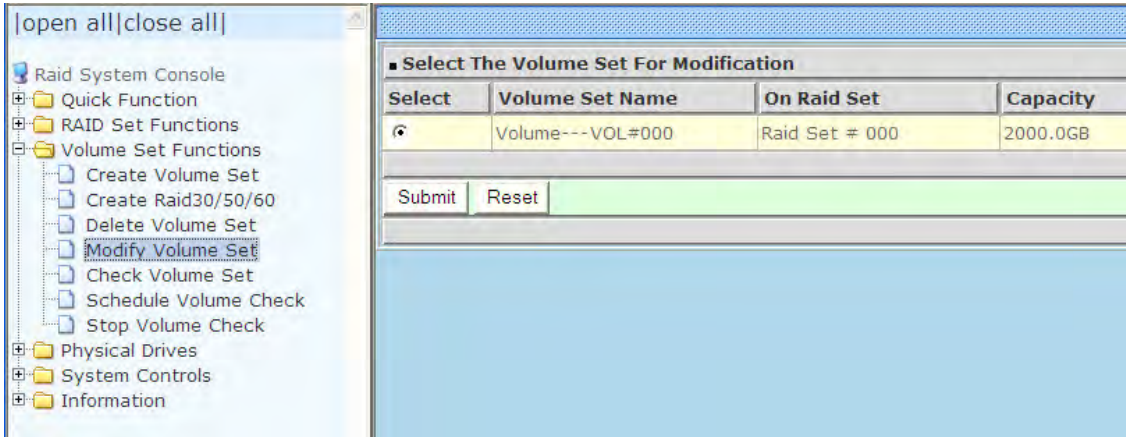 |open all|close all|
Raid System Console
Quick Function
RAID Set Functions
Volume Set Functions
Create Volume Set
Create Raid30/50/60
Delete Volume Set
Modify Volume Set
Check Volume Set
Schedule Volume Check
Stop Volume Check
Physical Drives
System Controls
Information
Select The Volume Set For Modification
Select Volume Set Name On Raid Set Capacity
Volume---VOL#000 Raid Set # 000 2000.0GB
Submit Reset